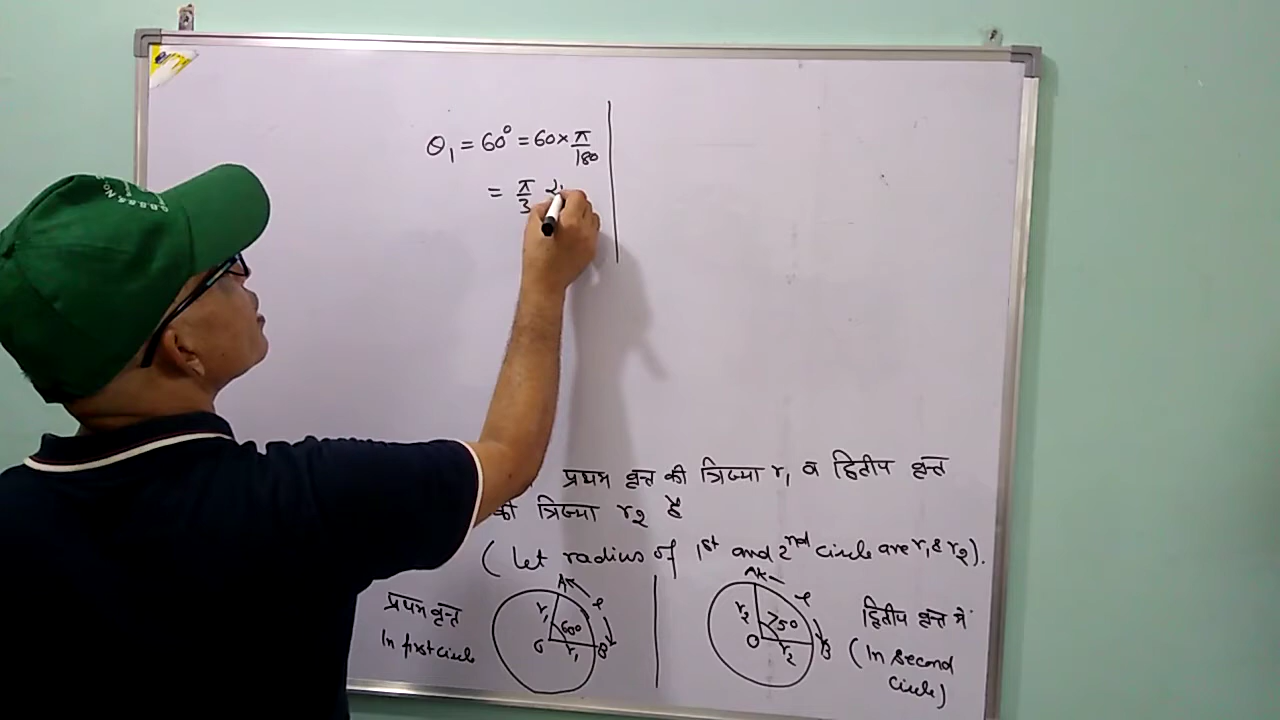 θ₁ = 60° = 60 × π/180
= π/3
प्रथम वृत्त की त्रिज्या r₁ व द्वितीय वृत्त
की त्रिज्या r₂ है
(let radius of 1st and 2nd circle are r₁ & r₂).
प्रथम वृत्त
In first circle
A
r₁
60°
l
O
r₁
B
A
r₂
75°
l
O
r₂
B
द्वितीय वृत्त में
(In second
circle)